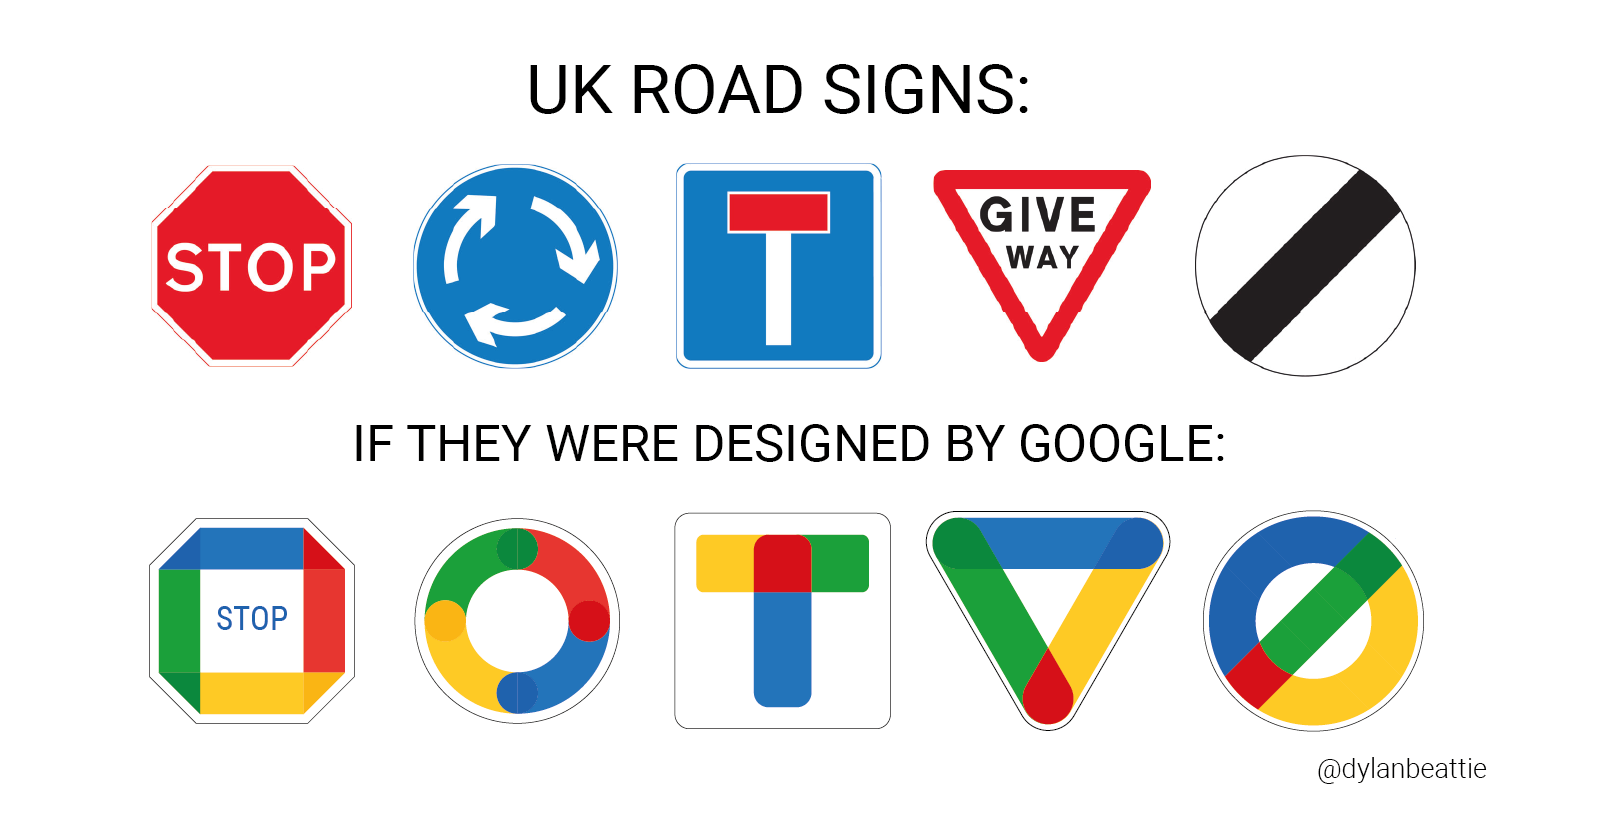 UK ROAD SIGNS:
STOP
GIVE
WAY
IF THEY WERE DESIGNED BY GOOGLE:
STOP
@dylanbeattie